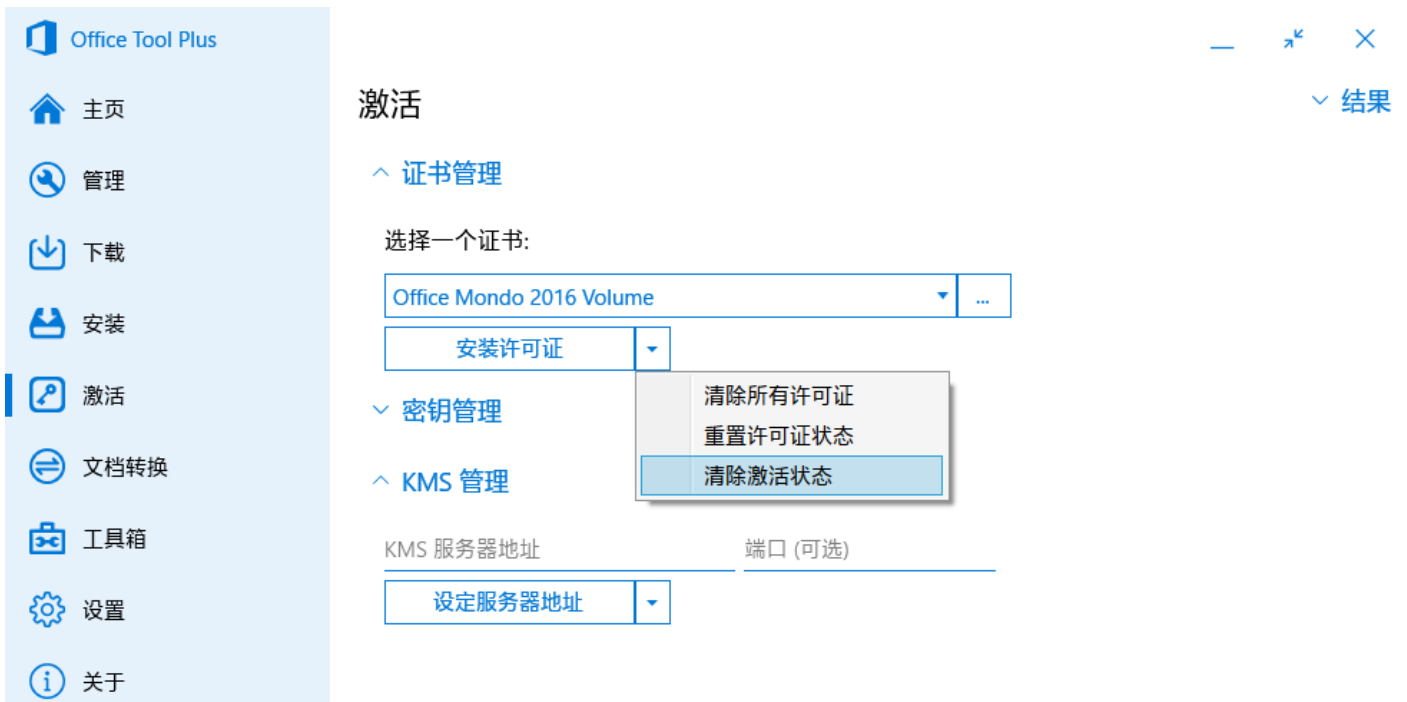 Office Tool Plus
主页
管理
下载
安装
激活
文档转换
工具箱
设置
关于
激活
结果
证书管理
选择一个证书:
Office Mondo 2016 Volume
...
安装许可证
清除所有许可证
重置许可证状态
清除激活状态
密钥管理
KMS 管理
KMS 服务器地址
端口 (可选)
设定服务器地址